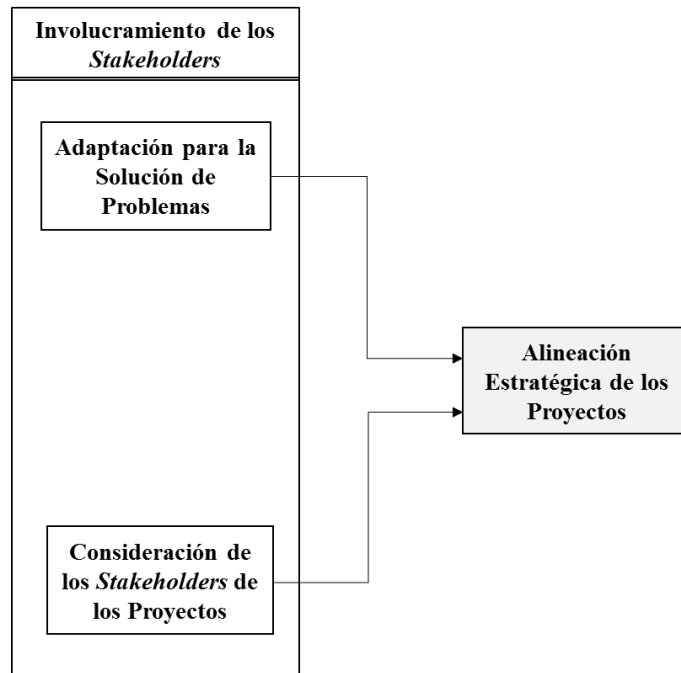 Involucramiento de los
Stakeholders
Adaptación para la
Solución de
Problemas
Alineación
Estratégica de los
Proyectos
Consideración de
los Stakeholders de
los Proyectos